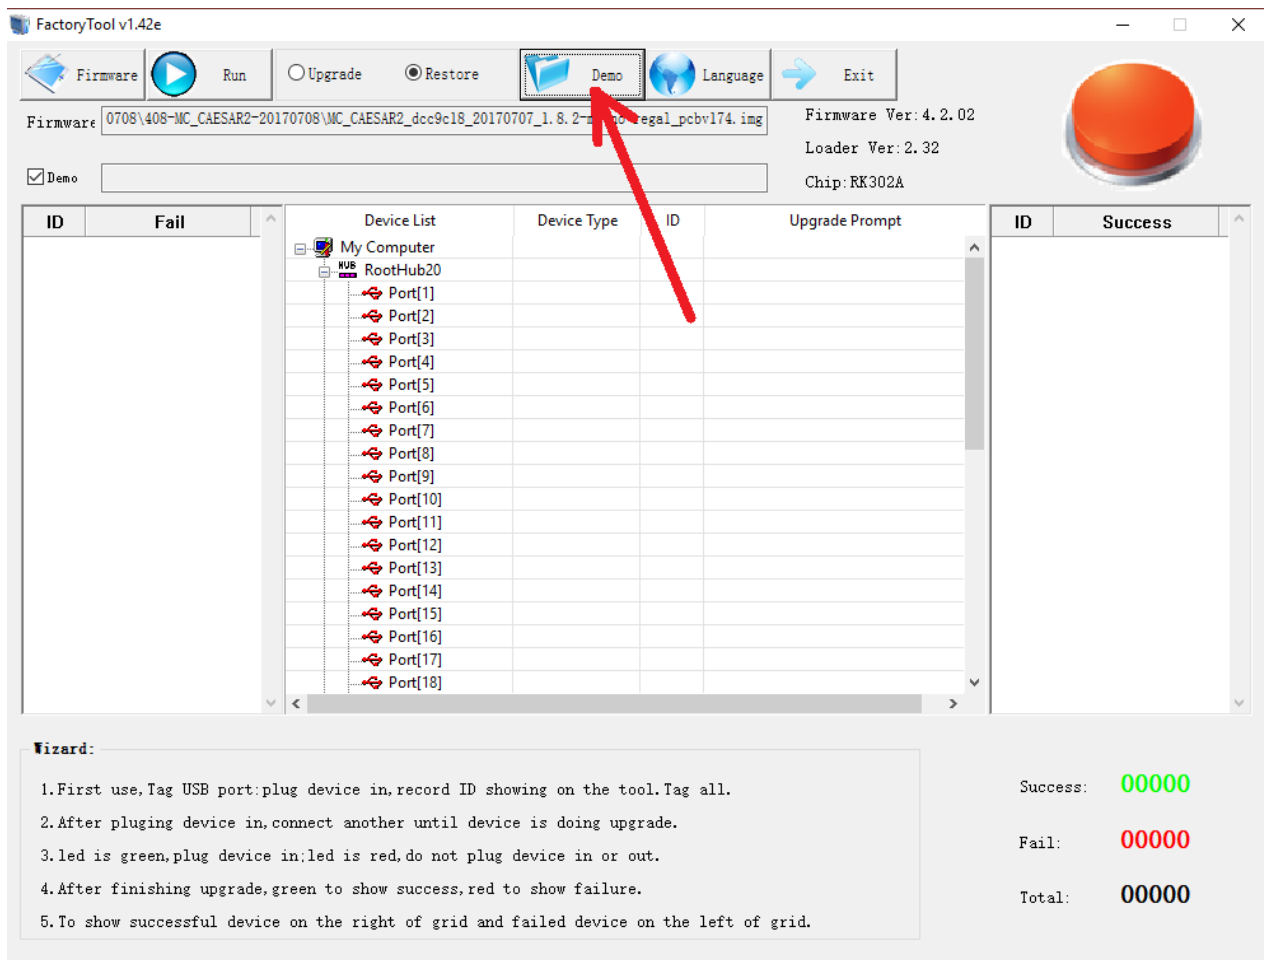 FactoryTool v1.42e
Firmware Run Upgrade Restore Demo Language Exit
Firmware 0708\408-MC_CAESAR2-20170708\MC_CAESAR2_dcc9c18_20170707_1.8.2- regal_pcbv174.img
Firmware Ver:4.2.02
Loader Ver:2.32
Demo
Chip:RK302A
ID Fail Device List Device Type ID Upgrade Prompt ID Success
My Computer
HUB RootHub20
Port[1]
Port[2]
Port[3]
Port[4]
Port[5]
Port[6]
Port[7]
Port[8]
Port[9]
Port[10]
Port[11]
Port[12]
Port[13]
Port[14]
Port[15]
Port[16]
Port[17]
Port[18]
Wizard:
1.First use,Tag USB port:plug device in,record ID showing on the tool.Tag all.
2.After pluging device in,connect another until device is doing upgrade.
3.led is green,plug device in;led is red,do not plug device in or out.
4.After finishing upgrade,green to show success,red to show failure.
5.To show successful device on the right of grid and failed device on the left of grid.
Success: 00000
Fail: 00000
Total: 00000